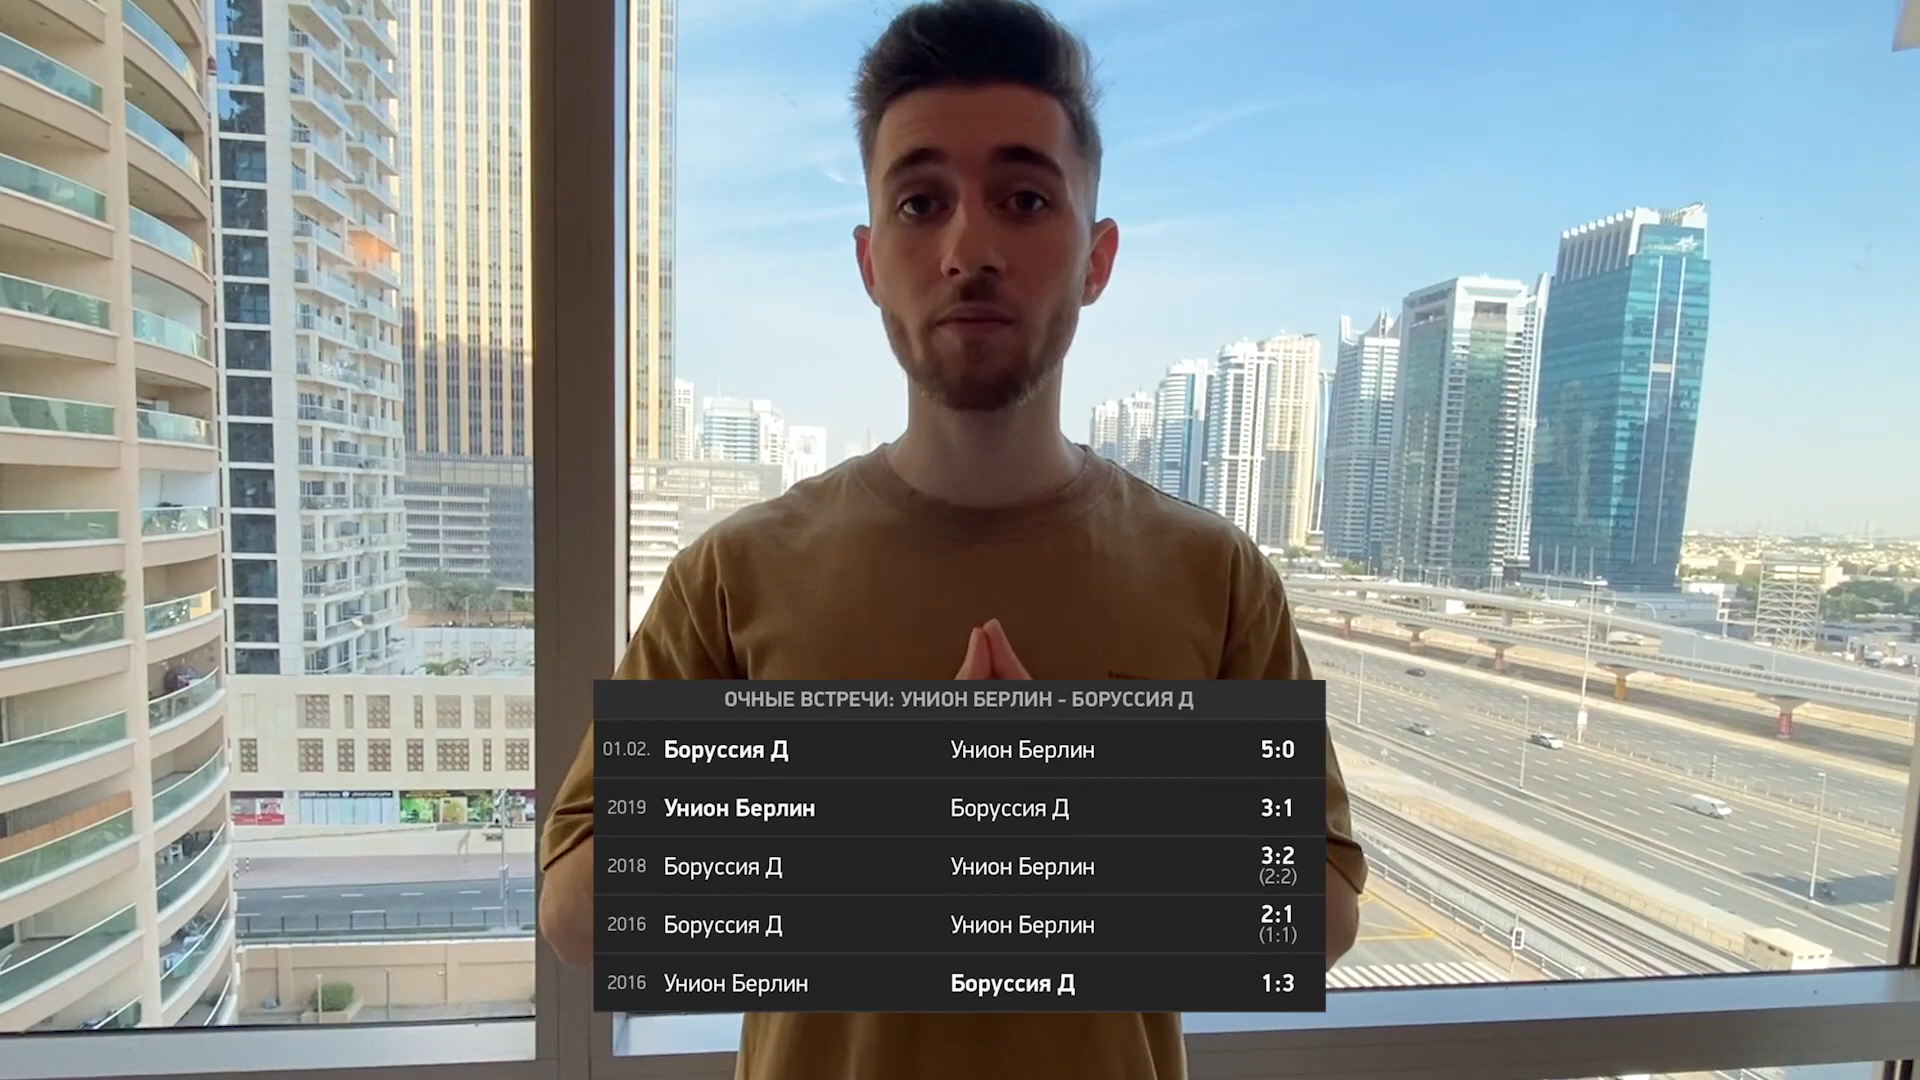 ОЧНЫЕ ВСТРЕЧИ: УНИОН БЕРЛИН - БОРУССИЯ Д
01.02. Боруссия Д Унион Берлин 5:0
2019 Унион Берлин Боруссия Д 3:1
2018 Боруссия Д Унион Берлин 3:2 (2:2)
2016 Боруссия Д Унион Берлин 2:1 (1:1)
2016 Унион Берлин Боруссия Д 1:3